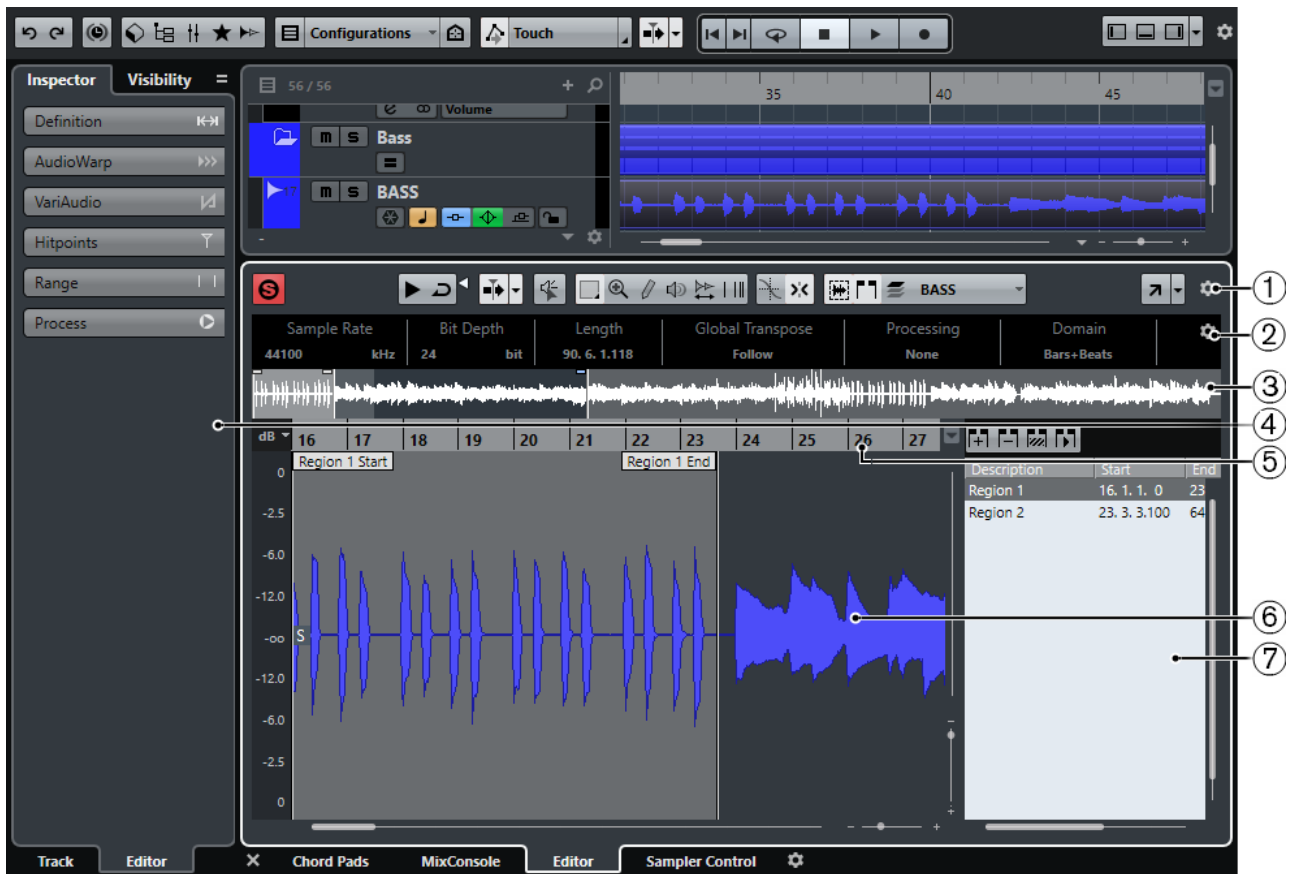 Configurations
Touch
Inspector
Visibility
Definition
AudioWarp
VariAudio
Hitpoints
Range
Process
56 / 56
35
40
45
e
Volume
m S Bass
m S BASS
BASS
Sample Rate
Bit Depth
Length
Global Transpose
Processing
Domain
44100 kHz
24 bit
90. 6. 1.118
Follow
None
Bars+Beats
dB
16 17 18 19 20 21 22 23 24 25 26 27
Region 1 Start
Region 1 End
0
-2.5
-6.0
-12.0
-oo
S
-12.0
-6.0
-2.5
0
Description Start End
Region 1 16. 1. 1. 0 23
Region 2 23. 3. 3.100 64
1
2
3
4
5
6
7
Track
Editor
Chord Pads
MixConsole
Editor
Sampler Control